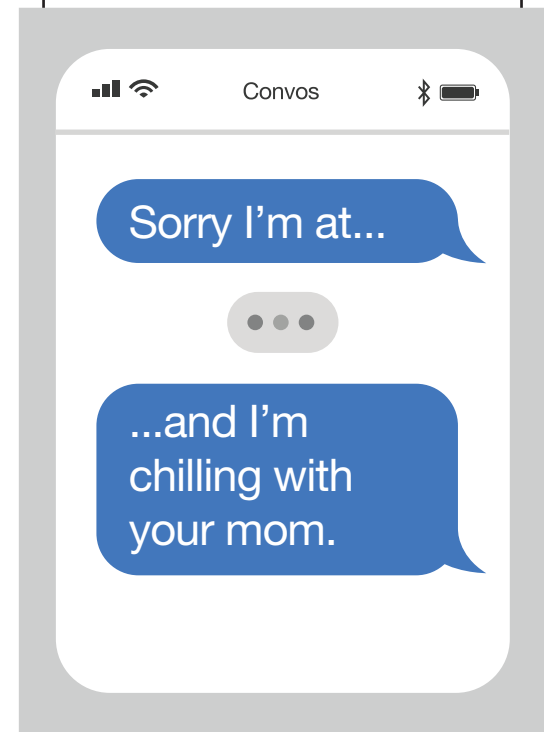 Convos
Sorry I’m at...
...and I’m
chilling with
your mom.